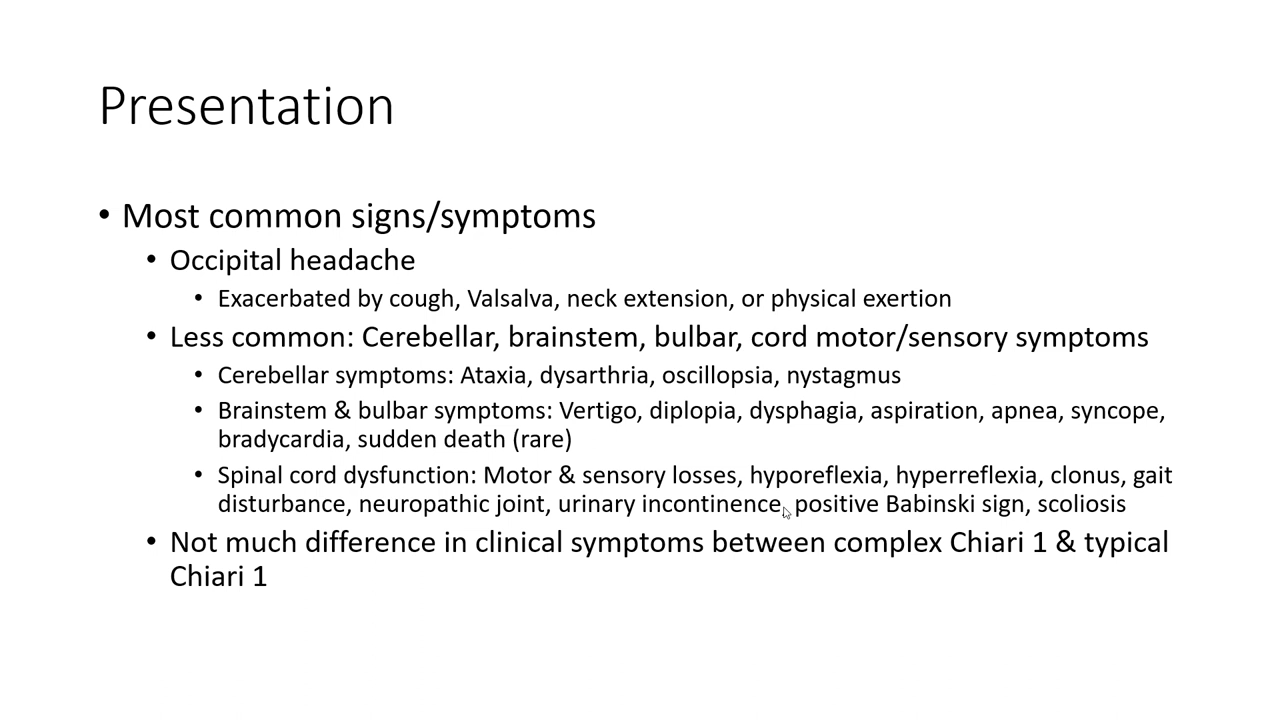 Presentation
• Most common signs/symptoms
• Occipital headache
• Exacerbated by cough, Valsalva, neck extension, or physical exertion
• Less common: Cerebellar, brainstem, bulbar, cord motor/sensory symptoms
• Cerebellar symptoms: Ataxia, dysarthria, oscillopsia, nystagmus
• Brainstem & bulbar symptoms: Vertigo, diplopia, dysphagia, aspiration, apnea, syncope,
bradycardia, sudden death (rare)
• Spinal cord dysfunction: Motor & sensory losses, hyporeflexia, hyperreflexia, clonus, gait
disturbance, neuropathic joint, urinary incontinence, positive Babinski sign, scoliosis
• Not much difference in clinical symptoms between complex Chiari 1 & typical
Chiari 1